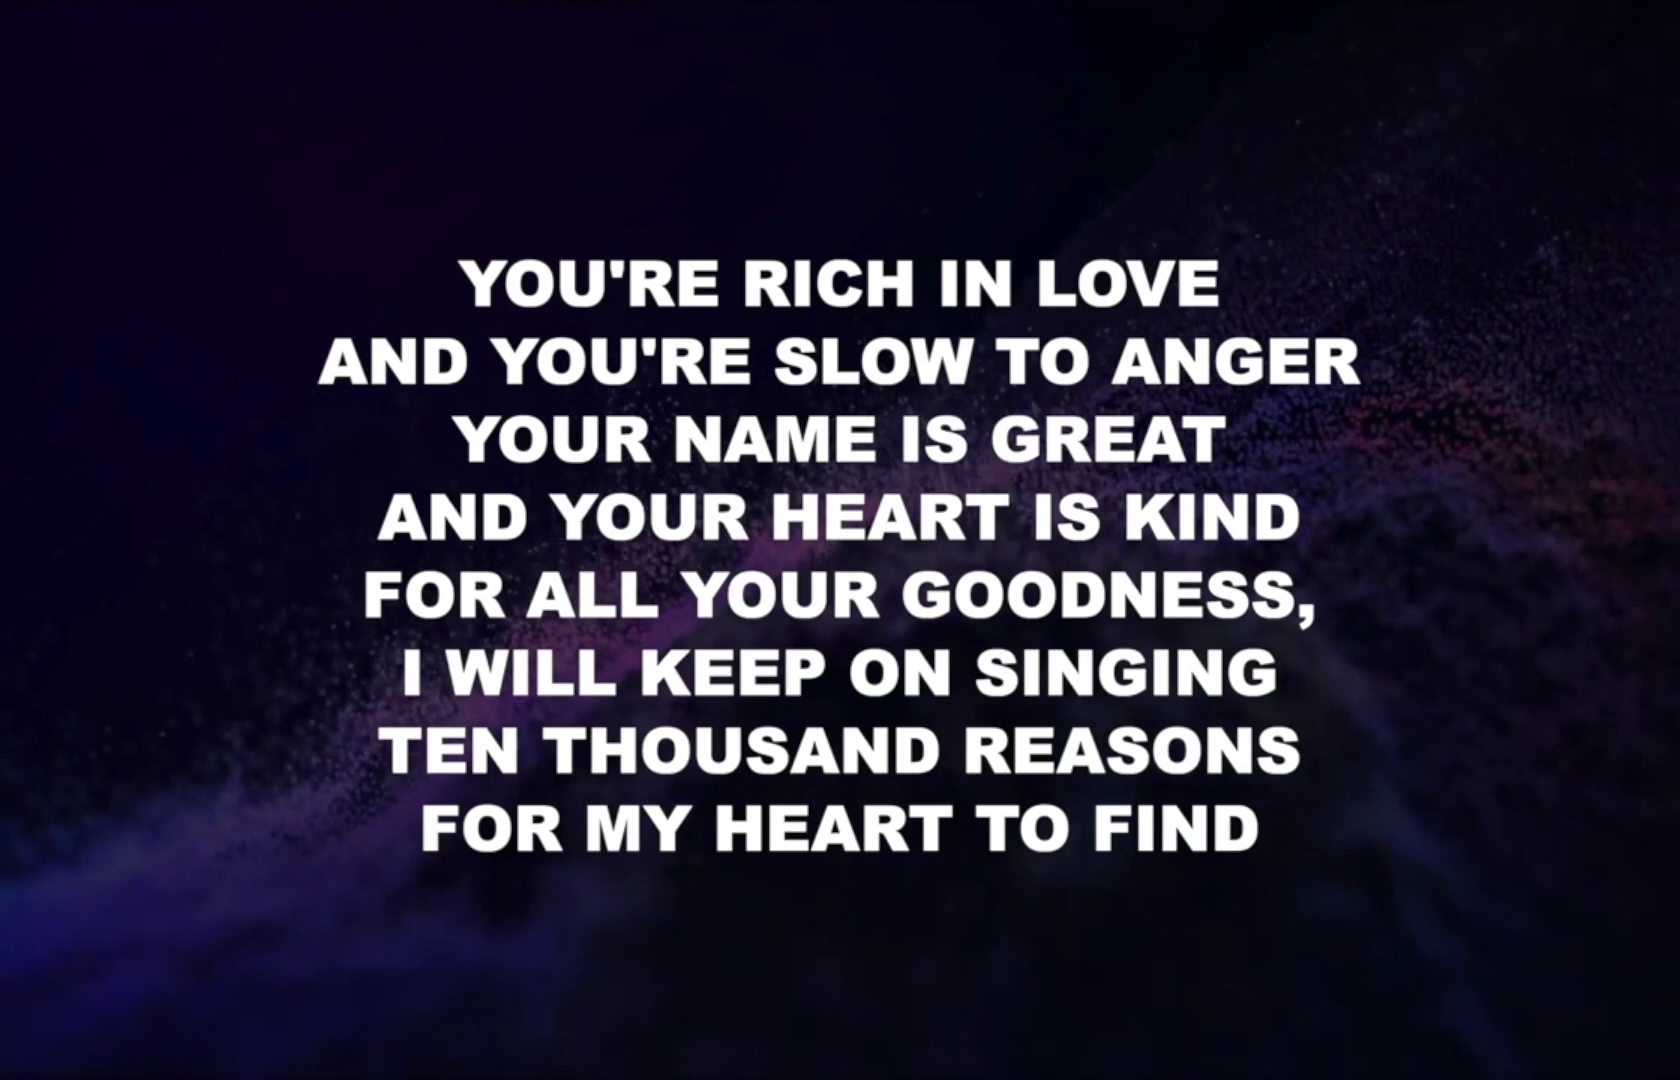 YOU'RE RICH IN LOVE
AND YOU'RE SLOW TO ANGER
YOUR NAME IS GREAT
AND YOUR HEART IS KIND
FOR ALL YOUR GOODNESS,
I WILL KEEP ON SINGING
TEN THOUSAND REASONS
FOR MY HEART TO FIND